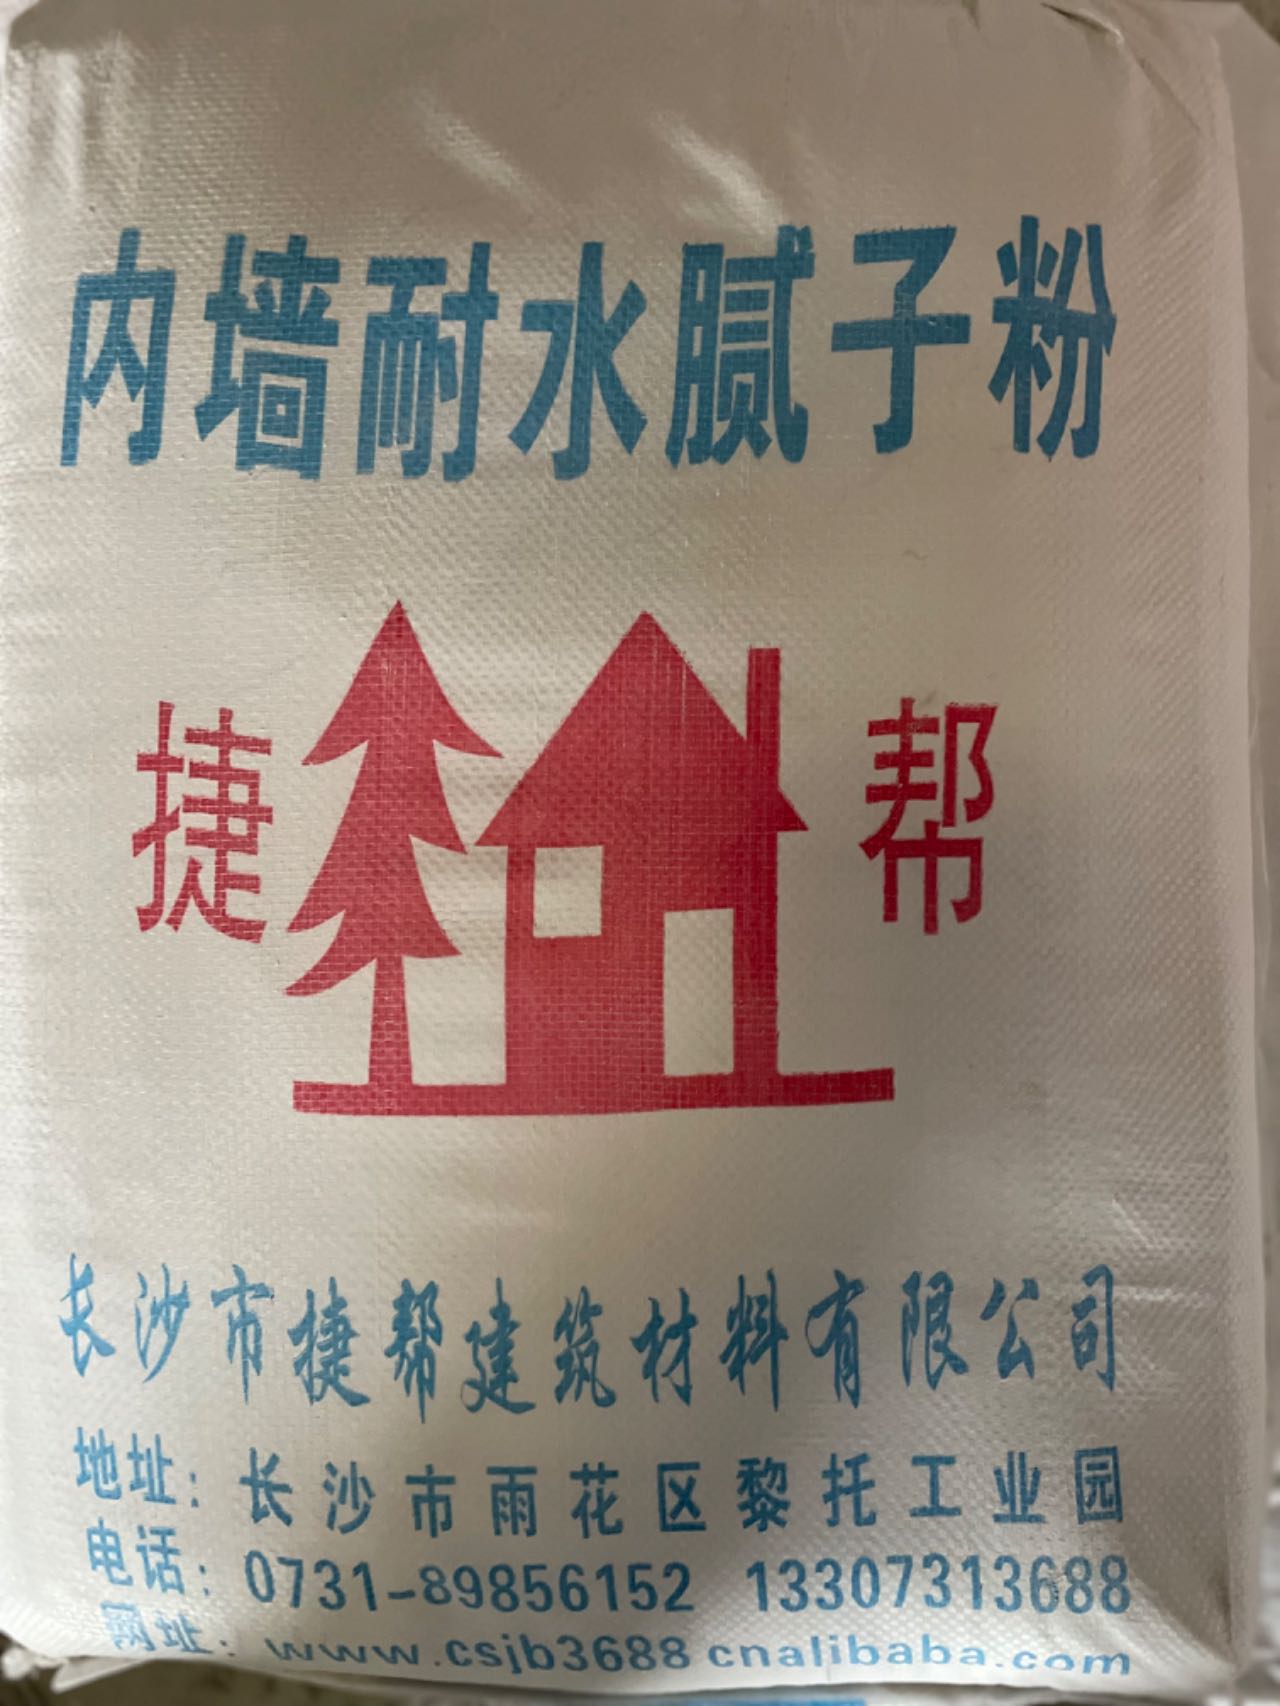 内墙耐水腻子粉
捷 帮
长沙市捷帮建筑材料有限公司
地址：长沙市雨花区黎托工业园
电话：0731-89856152 13307313688
网址：www.csjb3688cnalibaba.com